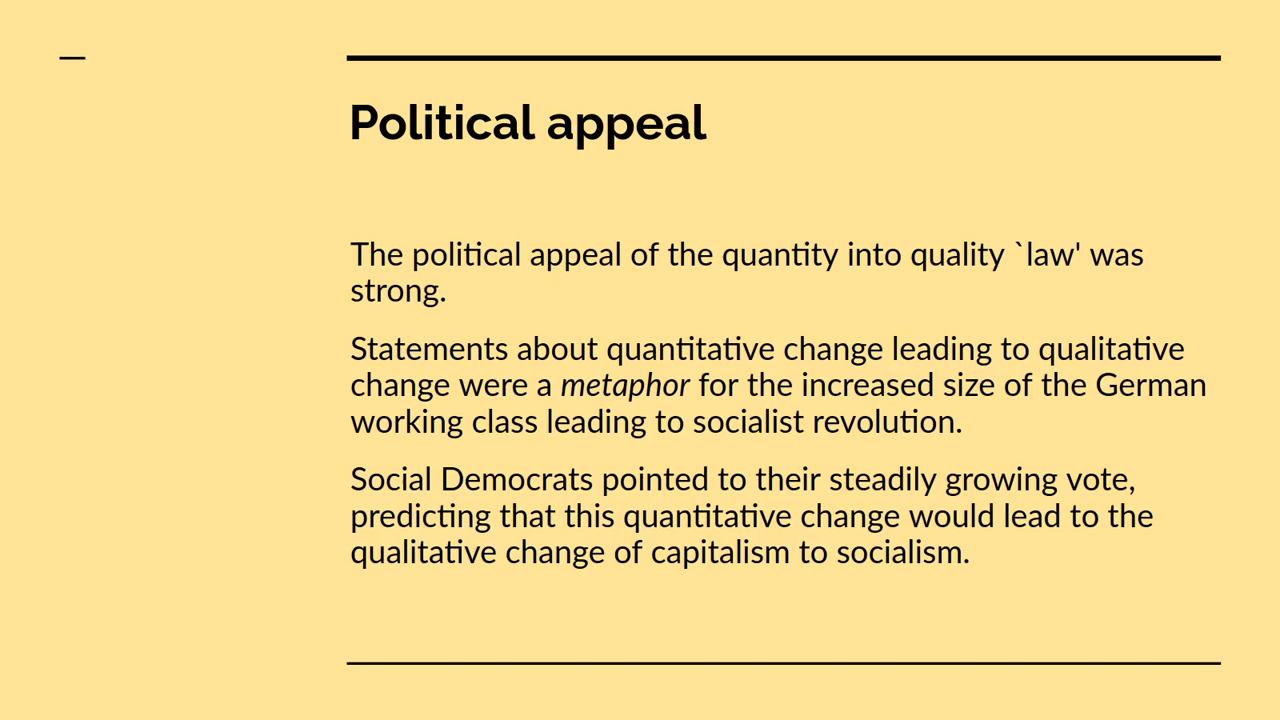 Political appeal
The political appeal of the quantity into quality `law' was
strong.
Statements about quantitative change leading to qualitative
change were a metaphor for the increased size of the German
working class leading to socialist revolution.
Social Democrats pointed to their steadily growing vote,
predicting that this quantitative change would lead to the
qualitative change of capitalism to socialism.